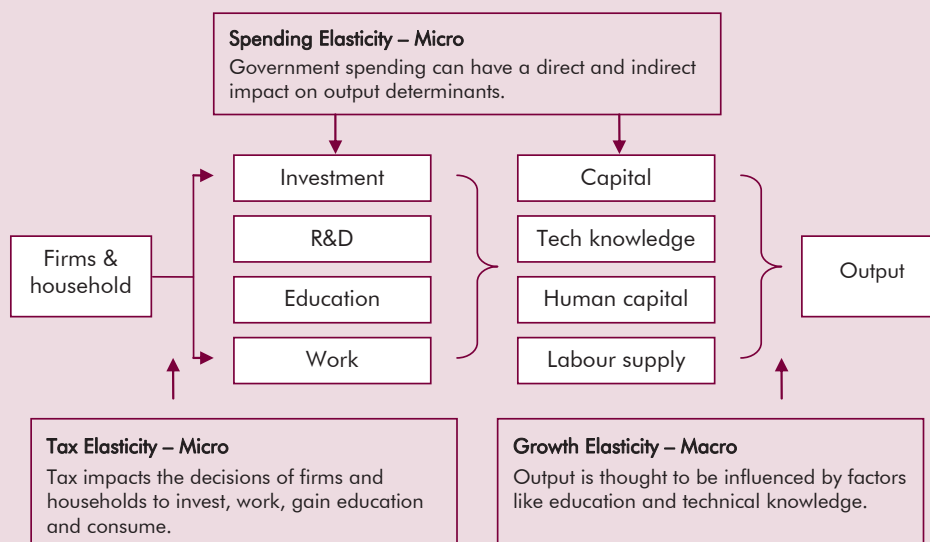 Spending Elasticity – Micro
Government spending can have a direct and indirect
impact on output determinants.
Investment
Capital
R&D
Tech knowledge
Firms &
household
Output
Education
Human capital
Work
Labour supply
Tax Elasticity – Micro
Tax impacts the decisions of firms and
households to invest, work, gain education
and consume.
Growth Elasticity – Macro
Output is thought to be influenced by factors
like education and technical knowledge.